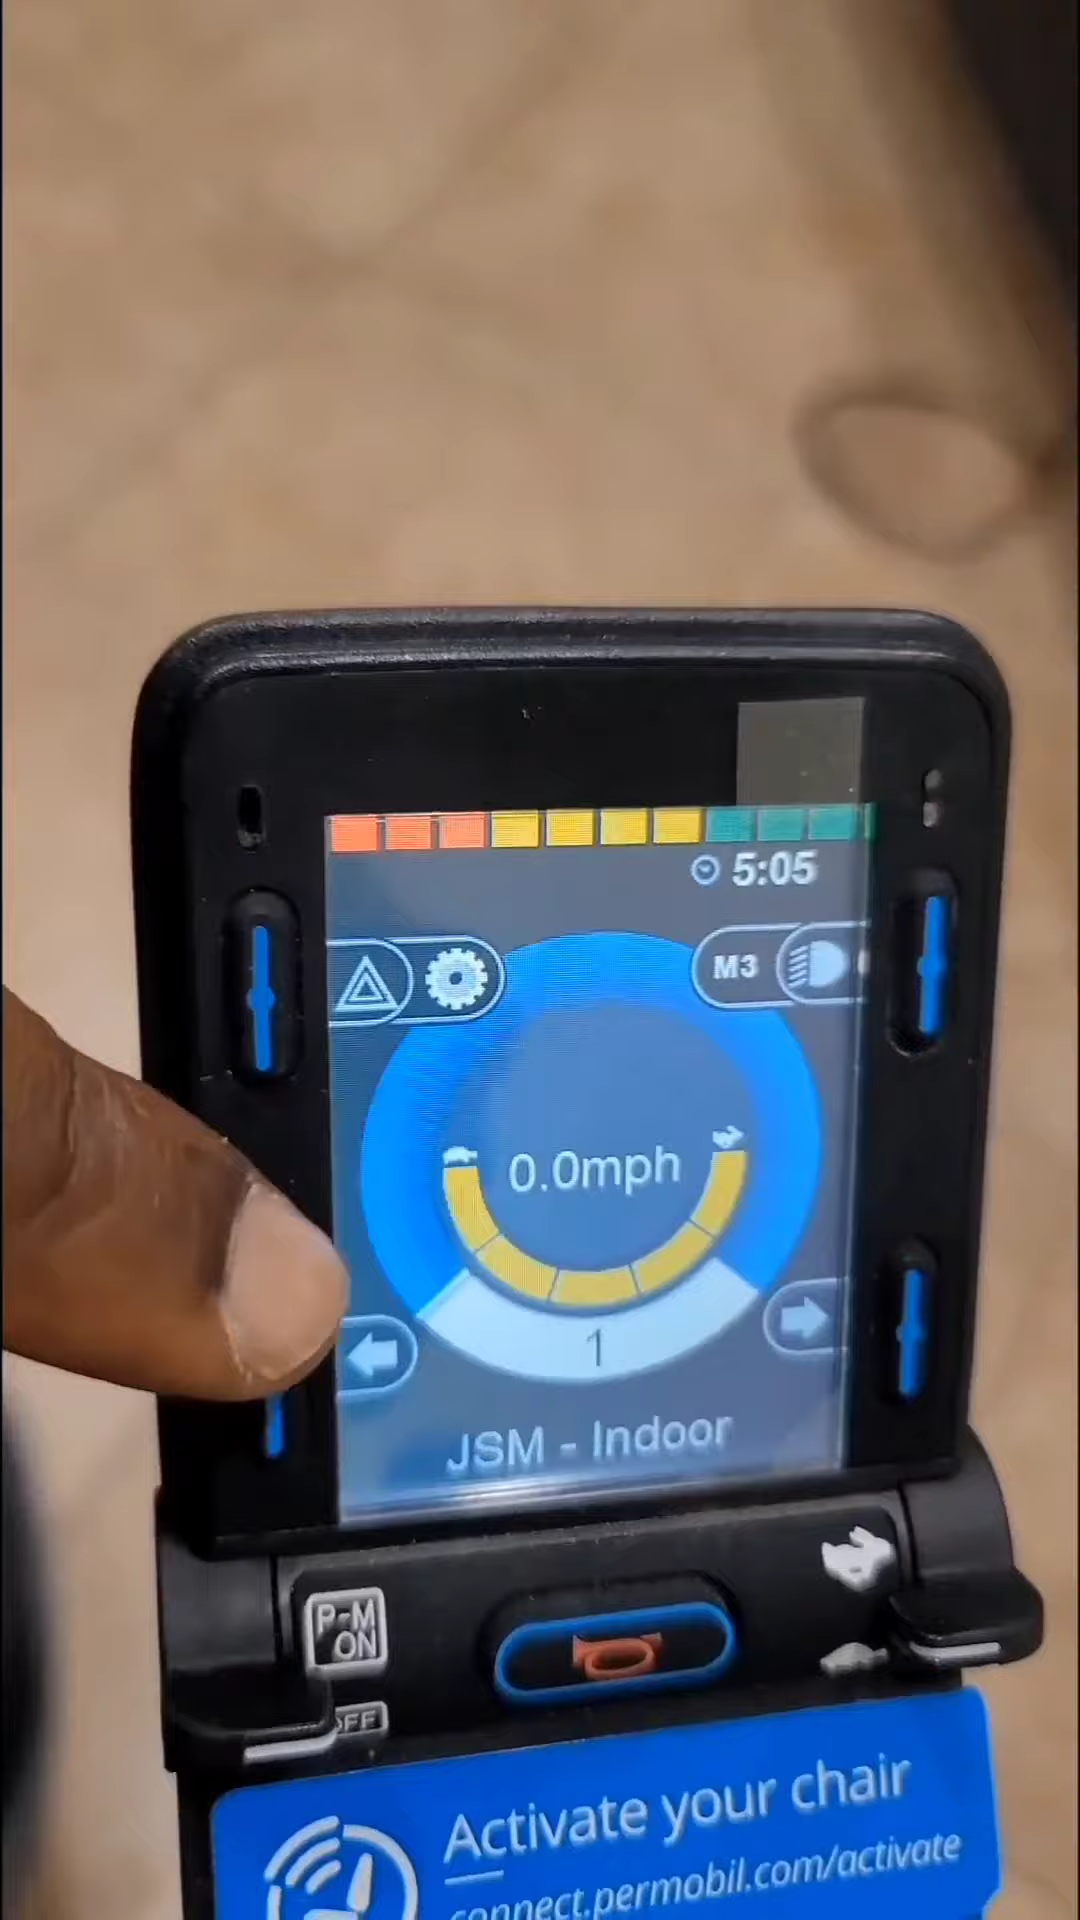 5:05
M3
0.0mph
1
JSM - Indoor
P-M
ON
OFF
Activate your chair
connect.permobil.com/activate